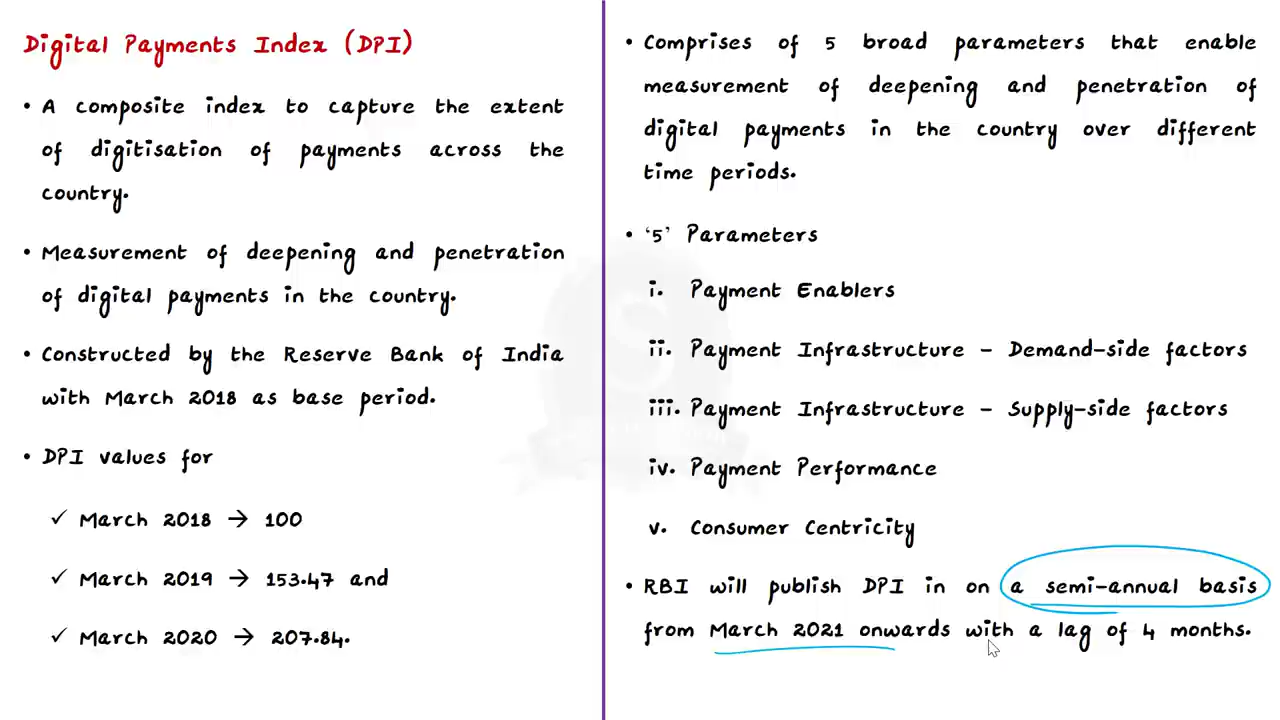 Digital Payments Index (DPI)
• A composite index to capture the extent
of digitisation of payments across the
country.
• Measurement of deepening and penetration
of digital payments in the country.
• Constructed by the Reserve Bank of India
with March 2018 as base period.
• DPI values for
✓ March 2018 → 100
✓ March 2019 → 153.47 and
✓ March 2020 → 207.84.
• Comprises of 5 broad parameters that enable
measurement of deepening and penetration of
digital payments in the country over different
time periods.
• '5' Parameters
i. Payment Enablers
ii. Payment Infrastructure – Demand-side factors
iii. Payment Infrastructure – Supply-side factors
iv. Payment Performance
v. Consumer Centricity
• RBI will publish DPI in on a semi-annual basis
from March 2021 onwards with a lag of 4 months.